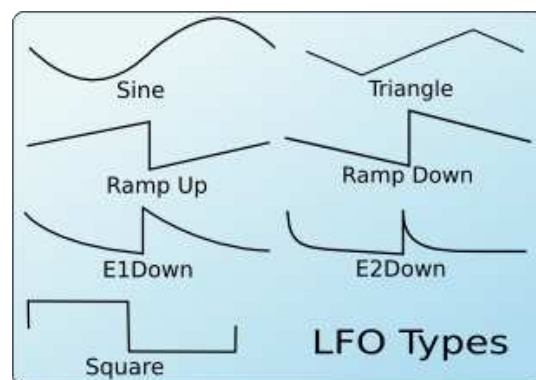 Sine
Triangle
Ramp Up
Ramp Down
E1Down
E2Down
Square
LFO Types